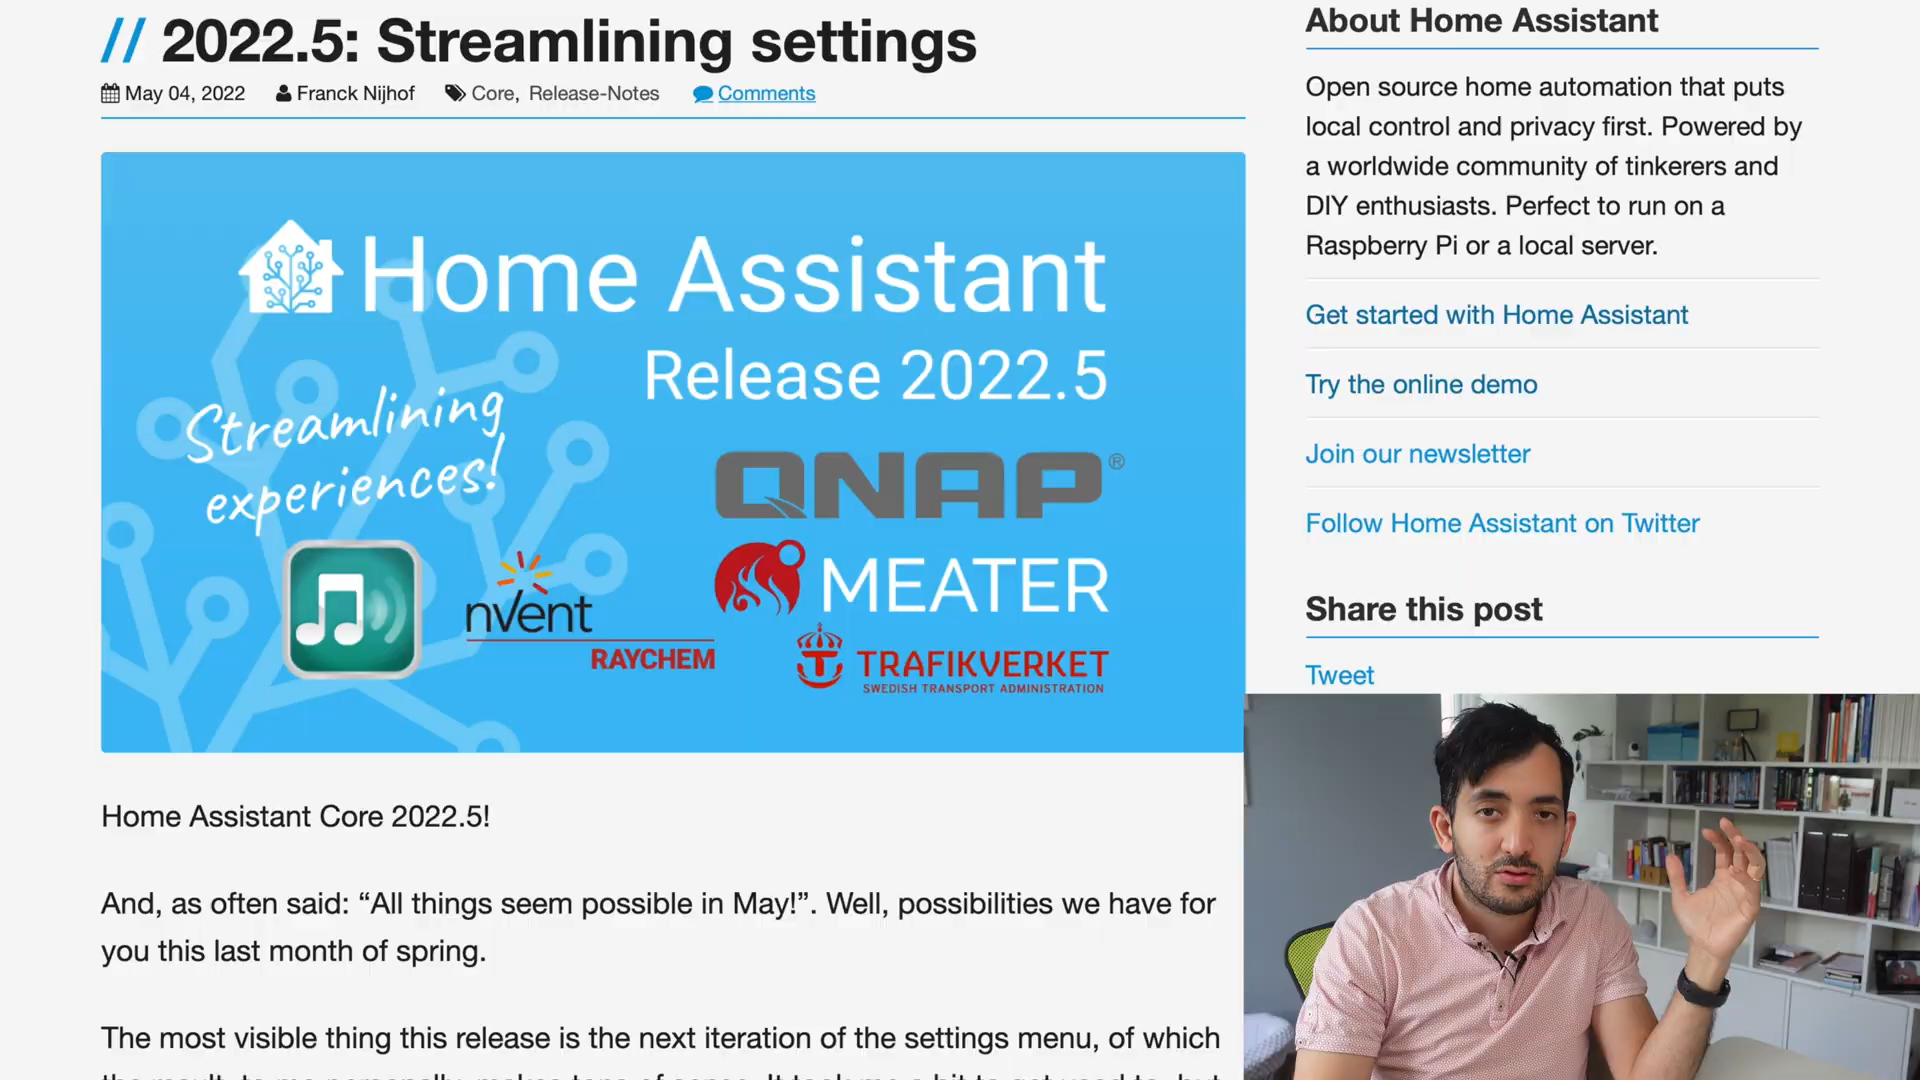 // 2022.5: Streamlining settings
May 04, 2022 Franck Nijhof Core, Release-Notes Comments
Home Assistant
Release 2022.5
Streamlining
experiences!
QNAP®
MEATER
nVent
RAYCHEM
TRAFIKVERKET
SWEDISH TRANSPORT ADMINISTRATION
Home Assistant Core 2022.5!
And, as often said: “All things seem possible in May!”. Well, possibilities we have for
you this last month of spring.
The most visible thing this release is the next iteration of the settings menu, of which
About Home Assistant
Open source home automation that puts
local control and privacy first. Powered by
a worldwide community of tinkerers and
DIY enthusiasts. Perfect to run on a
Raspberry Pi or a local server.
Get started with Home Assistant
Try the online demo
Join our newsletter
Follow Home Assistant on Twitter
Share this post
Tweet